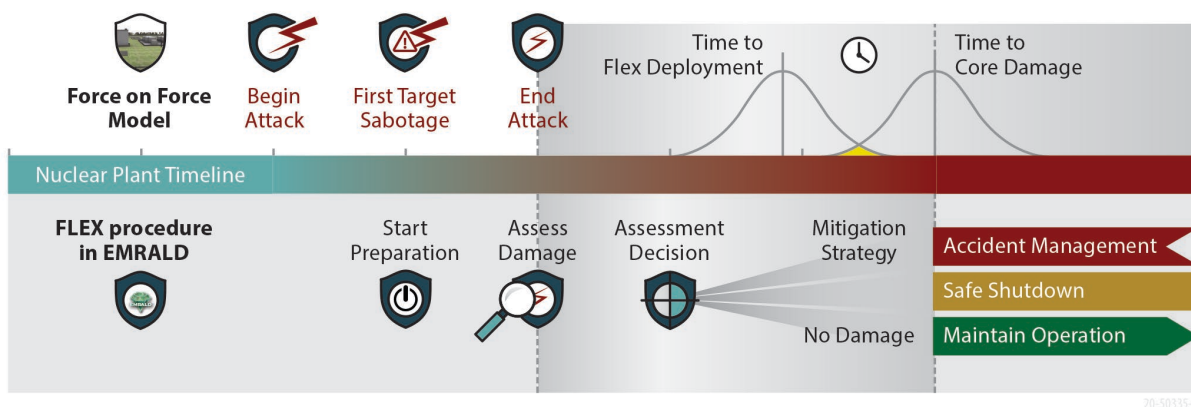 Force on Force
Model
Begin
Attack
First Target
Sabotage
End
Attack
Time to
Flex Deployment
Time to
Core Damage
Nuclear Plant Timeline
FLEX procedure
in EMRALD
EMRALD
Start
Preparation
Assess
Damage
Assessment
Decision
Mitigation
Strategy
No Damage
Accident Management
Safe Shutdown
Maintain Operation